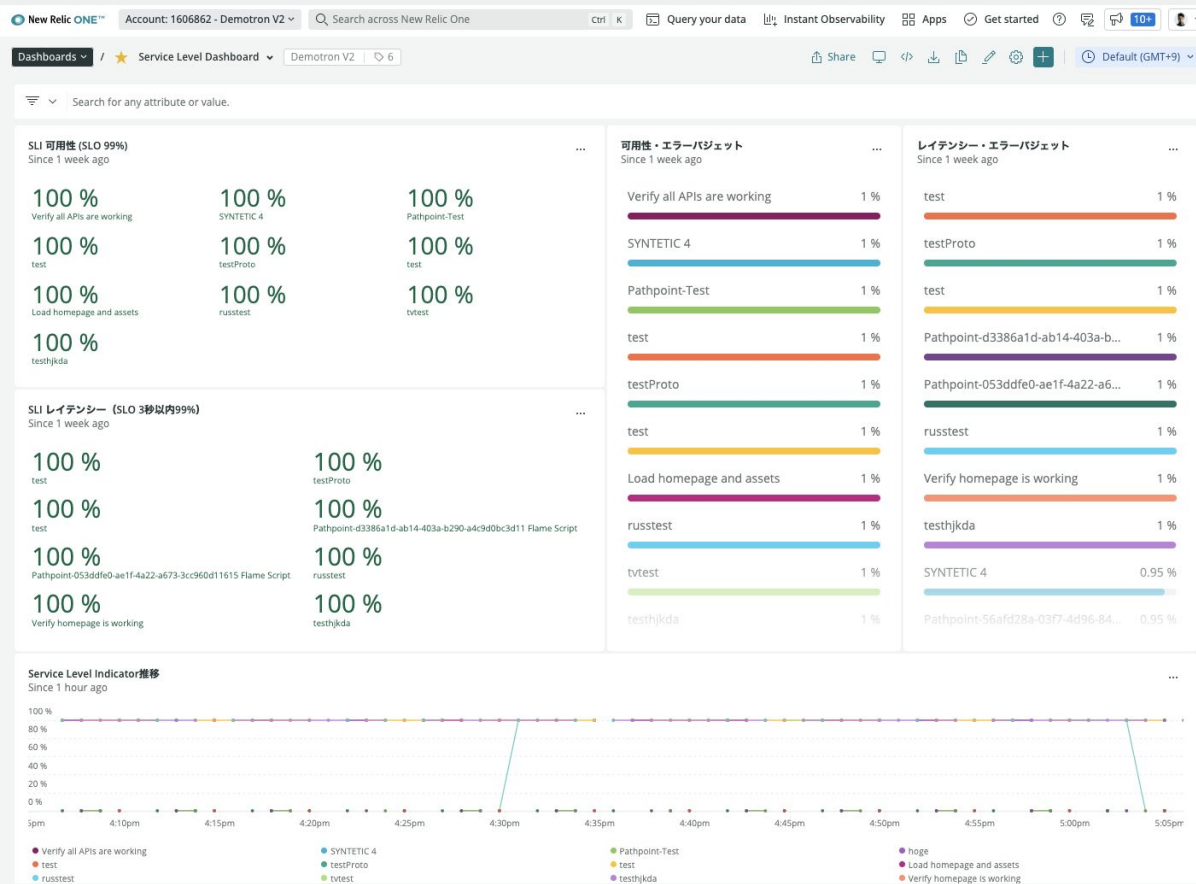 New Relic ONE™ Account: 1606862 - Demotron V2 Search across New Relic One Ctrl K Query your data Instant Observability Apps Get started 10+
Dashboards / Service Level Dashboard Demotron V2 6 Share Default (GMT+9)
Search for any attribute or value.
SLI 可用性 (SLO 99%)
Since 1 week ago
100 % 100 % 100 %
Verify all APIs are working SYNTETIC 4 Pathpoint-Test
100 % 100 % 100 %
test testProto test
100 % 100 % 100 %
Load homepage and assets russtest tvtest
100 %
testhjkda
SLI レイテンシー（SLO 3秒以内99%）
Since 1 week ago
100 % 100 %
test testProto
100 % 100 %
test Pathpoint-d3386a1d-ab14-403a-b290-a4c9d0bc3d11 Flame Script
100 % 100 %
Pathpoint-053ddfe0-ae1f-4a22-a673-3cc960d11615 Flame Script russtest
100 % 100 %
Verify homepage is working testhjkda
可用性・エラーバジェット
Since 1 week ago
Verify all APIs are working 1 %
SYNTETIC 4 1 %
Pathpoint-Test 1 %
test 1 %
testProto 1 %
test 1 %
Load homepage and assets 1 %
russtest 1 %
tvtest 1 %
testhjkda 1 %
レイテンシー・エラーバジェット
Since 1 week ago
test 1 %
testProto 1 %
test 1 %
Pathpoint-d3386a1d-ab14-403a-b... 1 %
Pathpoint-053ddfe0-ae1f-4a22-a6... 1 %
russtest 1 %
Verify homepage is working 1 %
testhjkda 1 %
SYNTETIC 4 0.95 %
Pathpoint-56afd28a-03f7-4d96-84... 0.95 %
Service Level Indicator推移
Since 1 hour ago
100 %
80 %
60 %
40 %
20 %
0 %
5pm 4:10pm 4:15pm 4:20pm 4:25pm 4:30pm 4:35pm 4:40pm 4:45pm 4:50pm 4:55pm 5:00pm 5:05pm
Verify all APIs are working SYNTETIC 4 Pathpoint-Test hoge
test testProto test Load homepage and assets
russtest tvtest testhjkda Verify homepage is working